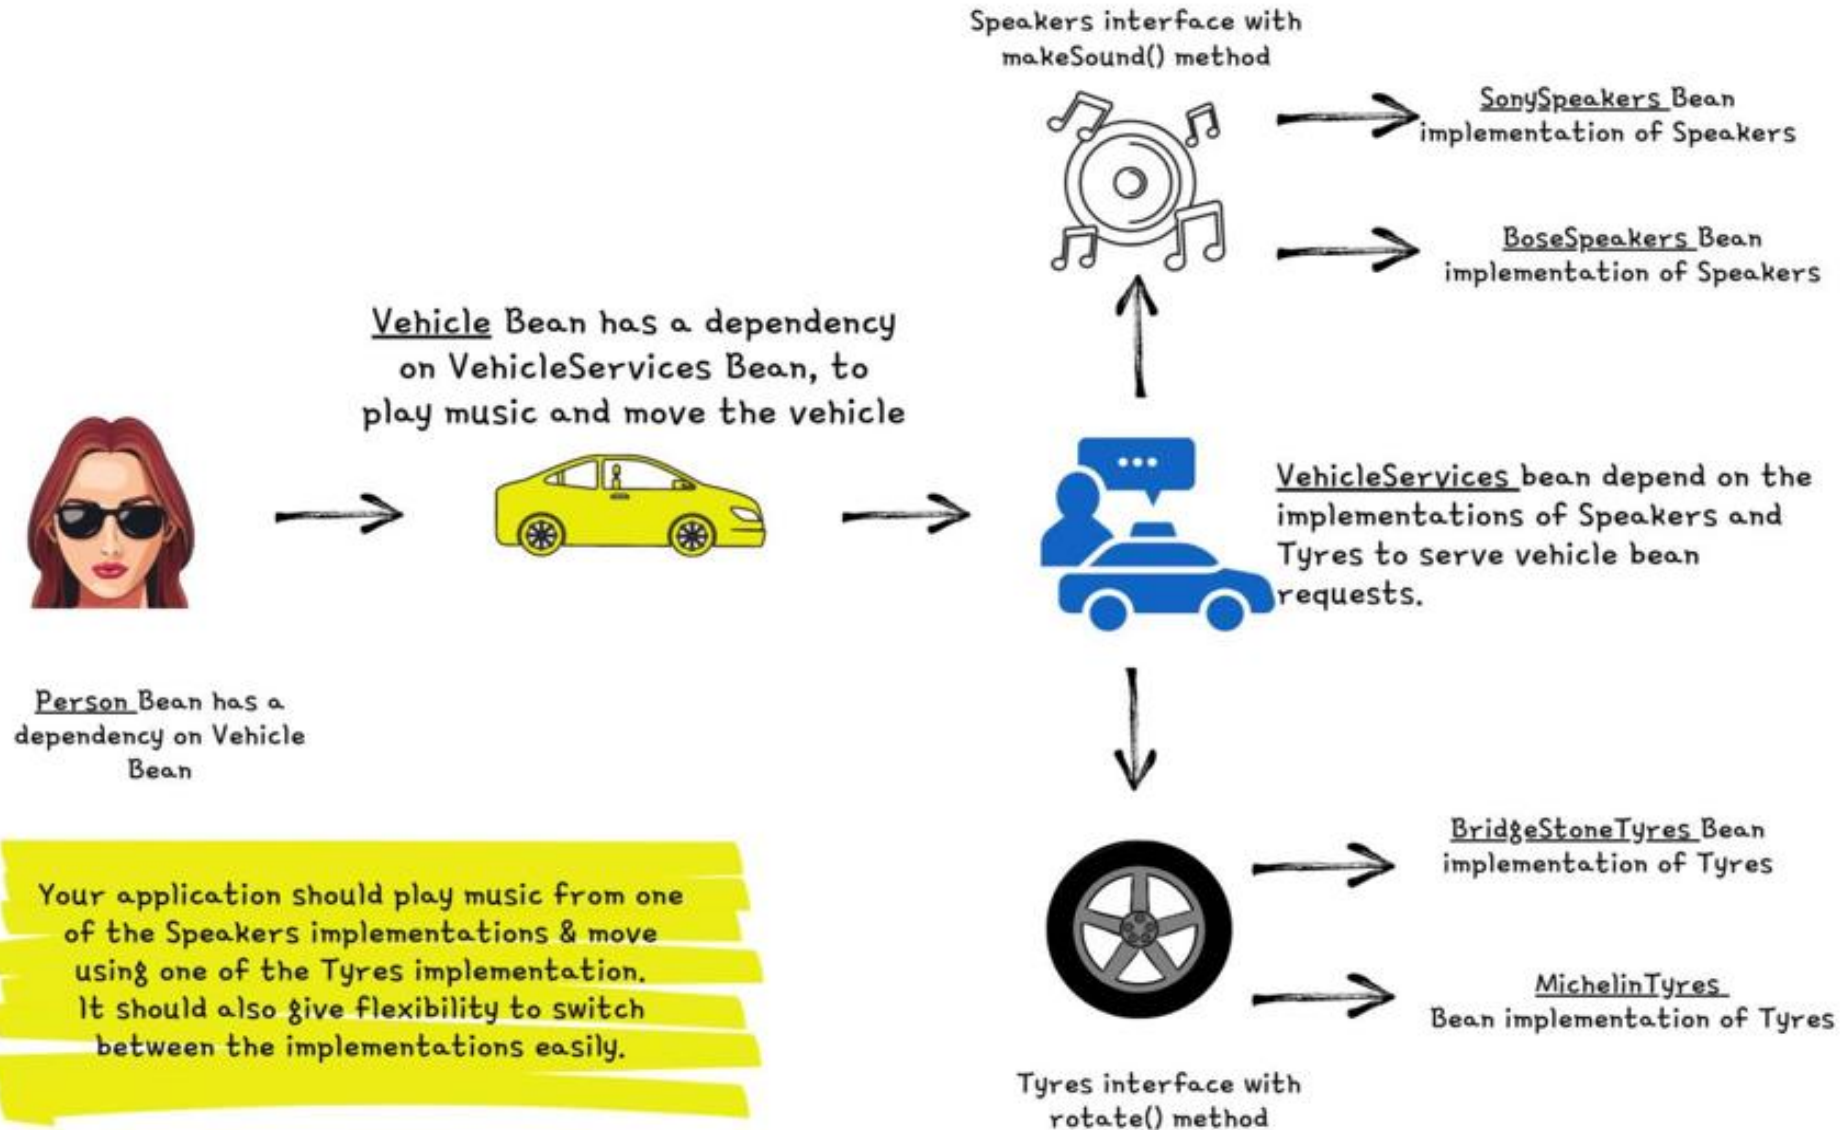 Speakers interface with
makeSound() method
SonySpeakers Bean
implementation of Speakers
BoseSpeakers Bean
implementation of Speakers
Vehicle Bean has a dependency
on VehicleServices Bean, to
play music and move the vehicle
VehicleServices bean depend on the
implementations of Speakers and
Tyres to serve vehicle bean
requests.
Person Bean has a
dependency on Vehicle
Bean
BridgeStoneTyres Bean
implementation of Tyres
Your application should play music from one
of the Speakers implementations & move
using one of the Tyres implementation.
It should also give flexibility to switch
between the implementations easily.
MichelinTyres
Bean implementation of Tyres
Tyres interface with
rotate() method